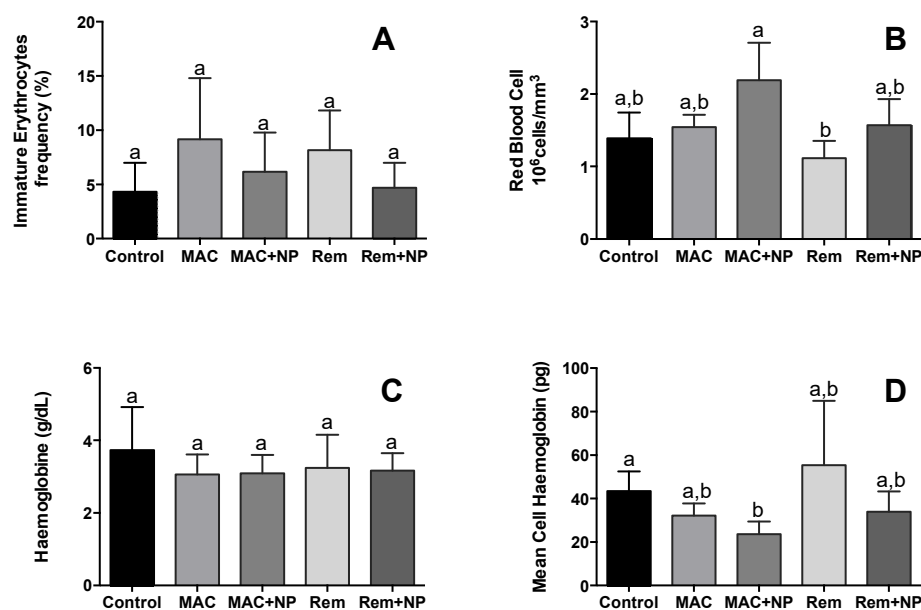 A
Immature Erythrocytes
frequency (%)
20
15
10
5
0
a
a
a
a
a
Control MAC MAC+NP Rem Rem+NP
B
Red Blood Cell
10⁶cells/mm³
3
2
1
0
a,b
a,b
a
b
a,b
Control MAC MAC+NP Rem Rem+NP
C
Haemoglobine (g/dL)
6
4
2
0
a
a
a
a
a
Control MAC MAC+NP Rem Rem+NP
D
Mean Cell Haemoglobin (pg)
100
80
60
40
20
0
a
a,b
b
a,b
a,b
Control MAC MAC+NP Rem Rem+NP